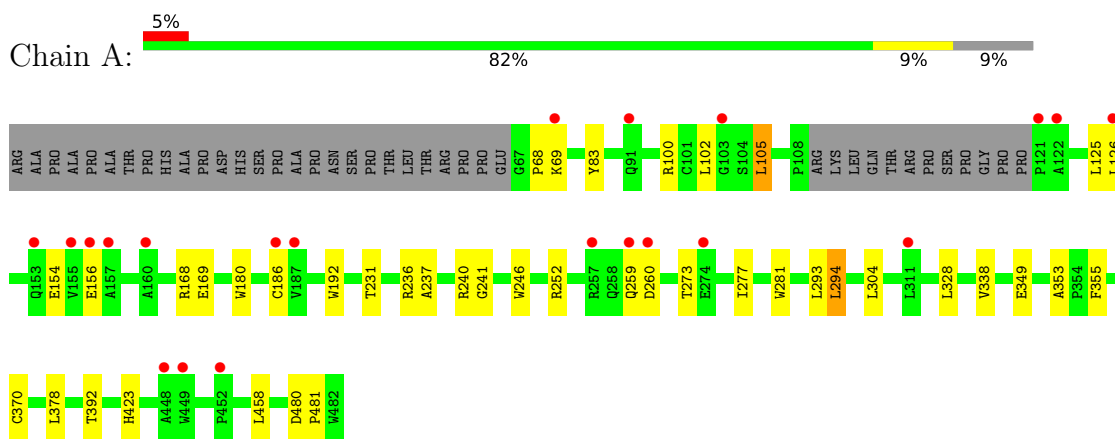 5%
Chain A:
82% 9% 9%
ARG ALA PRO ALA PRO ALA THR PRO HIS ALA PRO ASP HIS SER PRO ALA PRO ASN SER PRO THR LEU THR ARG PRO PRO GLU G67 P68 K69 Y83 Q91 R100 C101 L102 G103 S104 L105 P108 ARG LYS LEU GLN THR ARG PRO SER PRO GLY PRO PRO P121 A122 L125 L126
Q153 E154 V155 E156 A157 A160 R168 E169 W180 C186 V187 W192 T231 R236 A237 R240 G241 W246 R252 R257 Q258 Q259 D260 T273 E274 I277 W281 L293 L294 L304 L311 L328 V338 E349 A353 P354 F355
C370 L378 T392 H423 A448 W449 P452 L458 D480 P481 W482